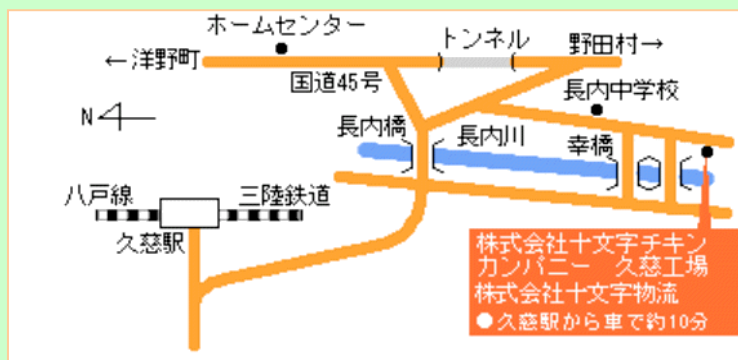 ホームセンター
トンネル
野田村→
←洋野町
国道45号
長内中学校
N
長内橋
長内川
幸橋
八戸線
三陸鉄道
久慈駅
株式会社十文字チキン
カンパニー 久慈工場
株式会社十文字物流
●久慈駅から車で約10分